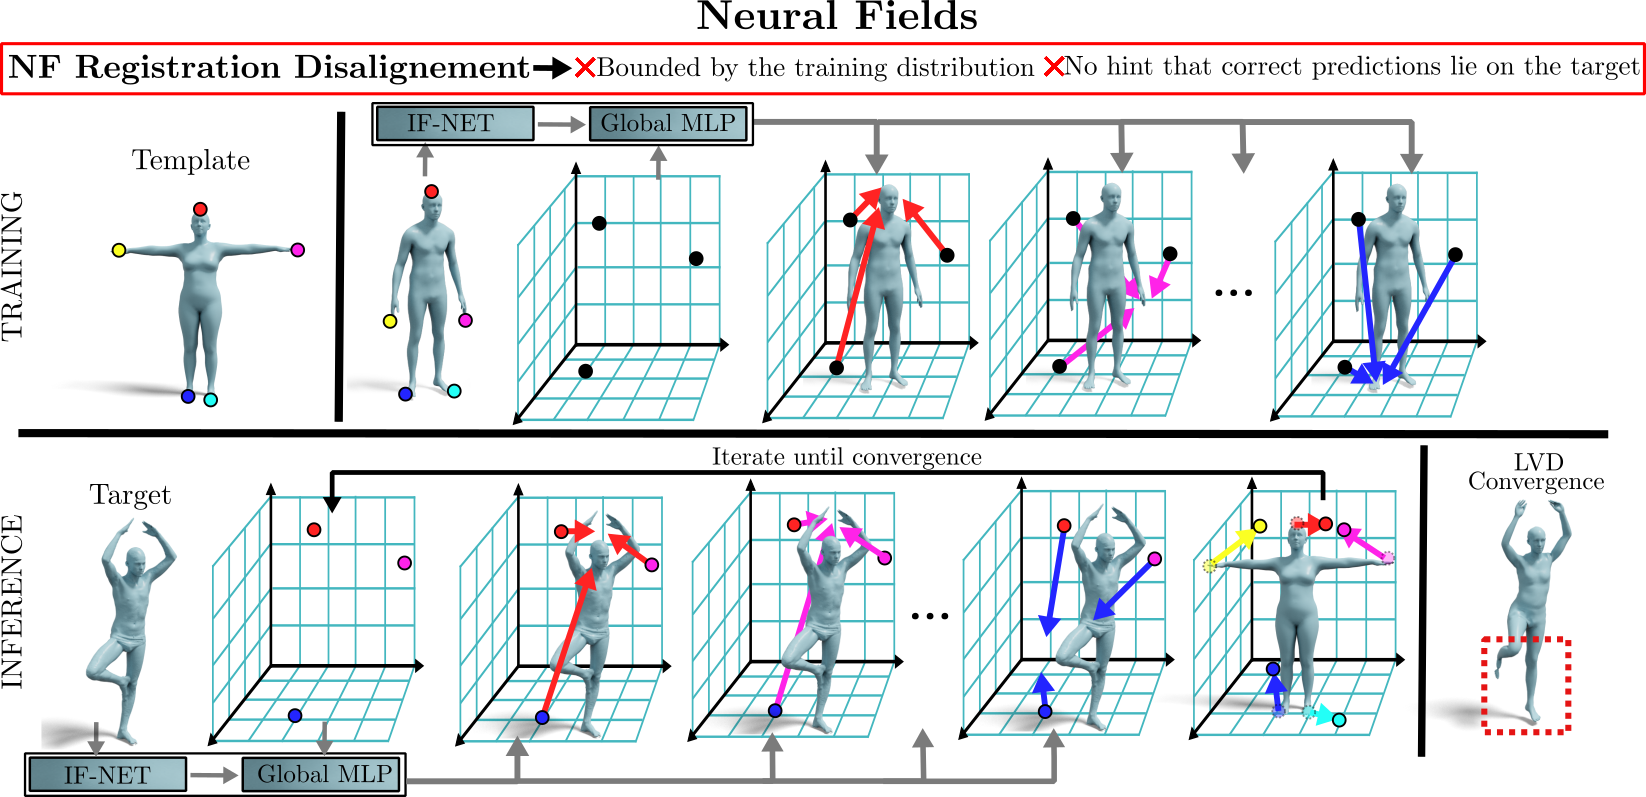 Neural Fields
NF Registration Disalignement Bounded by the training distribution No hint that correct predictions lie on the target
IF-NET Global MLP
Template
TRAINING
...
Iterate until convergence
Target
LVD
Convergence
INFERENCE
...
IF-NET Global MLP